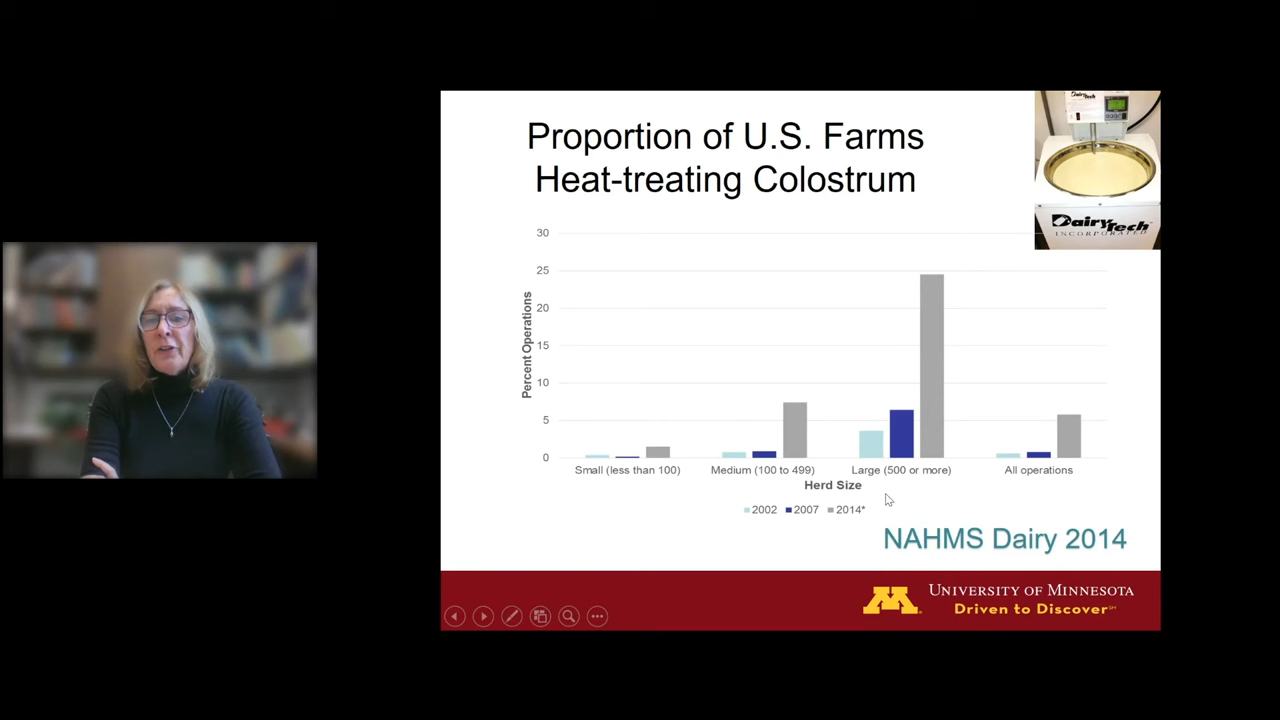 Proportion of U.S. Farms
Heat-treating Colostrum
DairyTech
DairyTech
INCORPORATED
30
25
20
15
10
5
0
Percent Operations
Small (less than 100)
Medium (100 to 499)
Large (500 or more)
All operations
Herd Size
2002
2007
2014*
NAHMS Dairy 2014
M
UNIVERSITY OF MINNESOTA
Driven to Discover℠